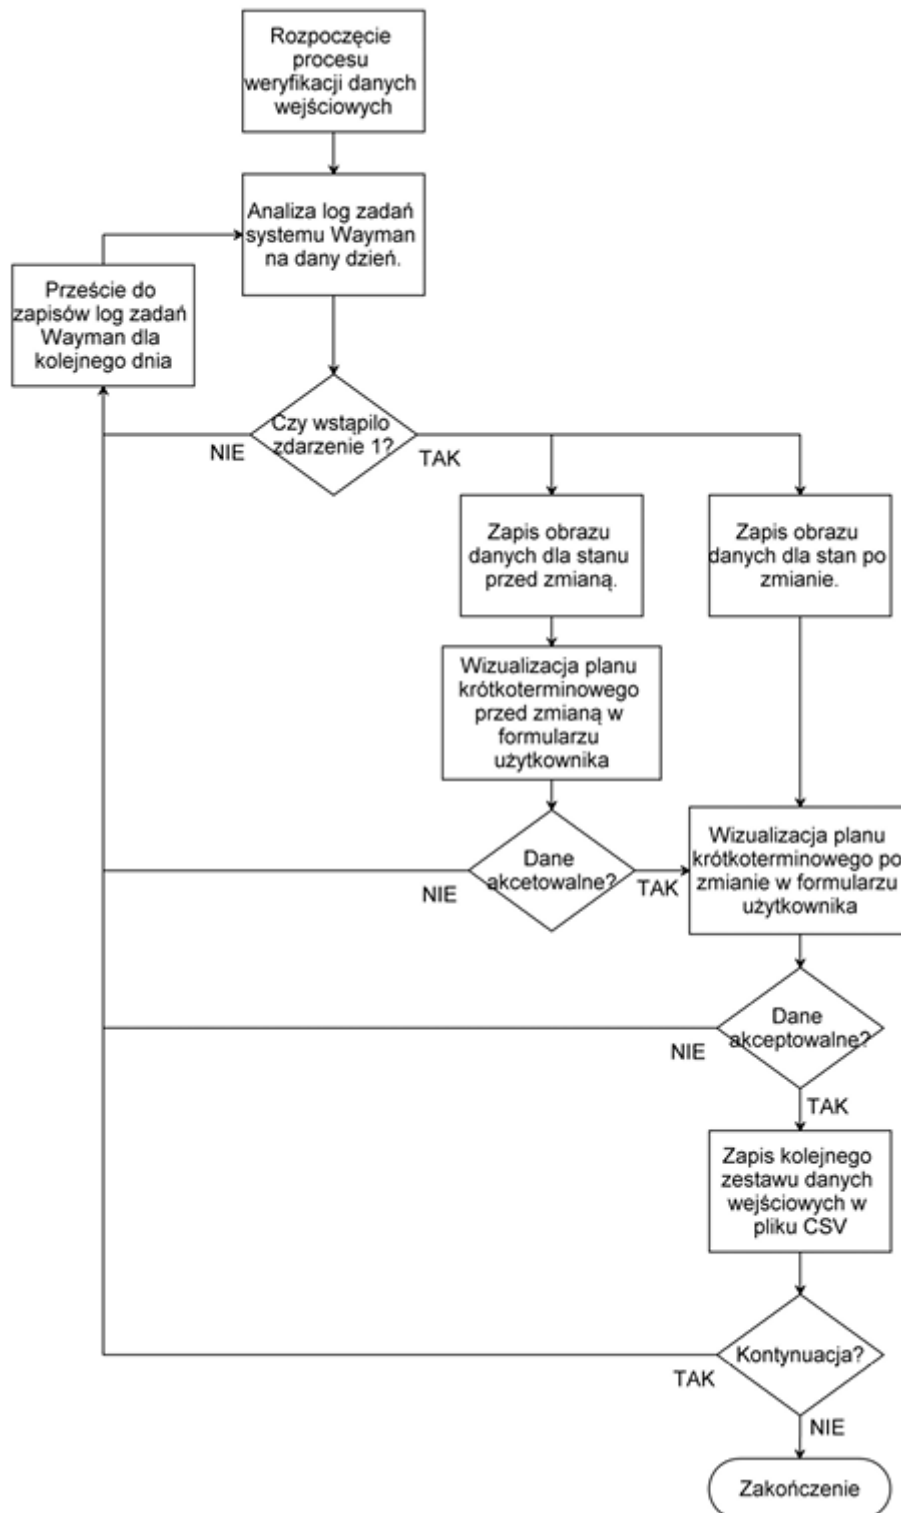 Rozpoczęcie
procesu
weryfikacji danych
wejściowych
Analiza log zadań
systemu Wayman
na dany dzień.
Przeście do
zapisów log zadań
Wayman dla
kolejnego dnia
Czy wstąpilo
zdarzenie 1?
NIE
TAK
Zapis obrazu
danych dla stanu
przed zmianą.
Zapis obrazu
danych dla stan po
zmianie.
Wizualizacja planu
krótkoterminowego
przed zmianą w
formularzu
użytkownika
Dane
akcetowalne?
NIE
TAK
Wizualizacja planu
krótkoterminowego po
zmianie w formularzu
użytkownika
Dane
akceptowalne?
NIE
TAK
Zapis kolejnego
zestawu danych
wejściowych w
pliku CSV
Kontynuacja?
TAK
NIE
Zakończenie